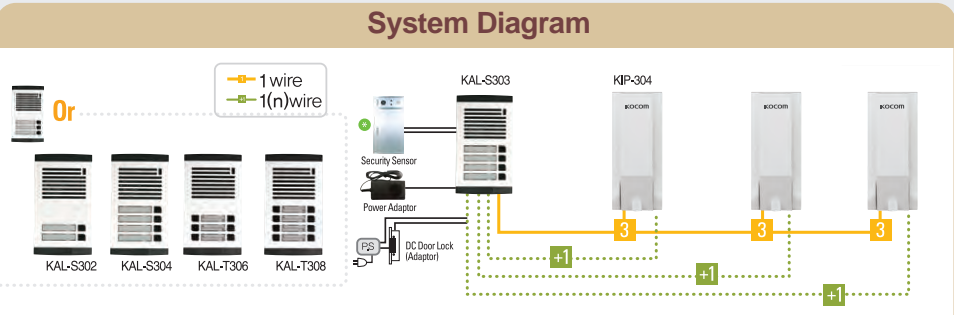 System Diagram
1 wire
1(n)wire
Or
KAL-S302
KAL-S304
KAL-T306
KAL-T308
KAL-S303
KIP-304
Security Sensor
Power Adaptor
PS
DC Door Lock
(Adaptor)
KOCOM
KOCOM
KOCOM
3
3
3
+1
+1
+1